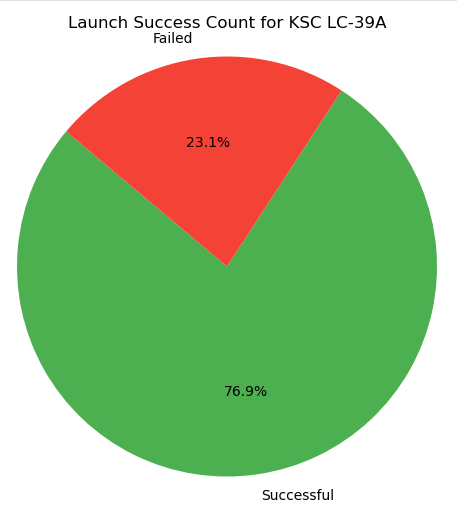 Launch Success Count for KSC LC-39A
Failed
23.1%
76.9%
Successful